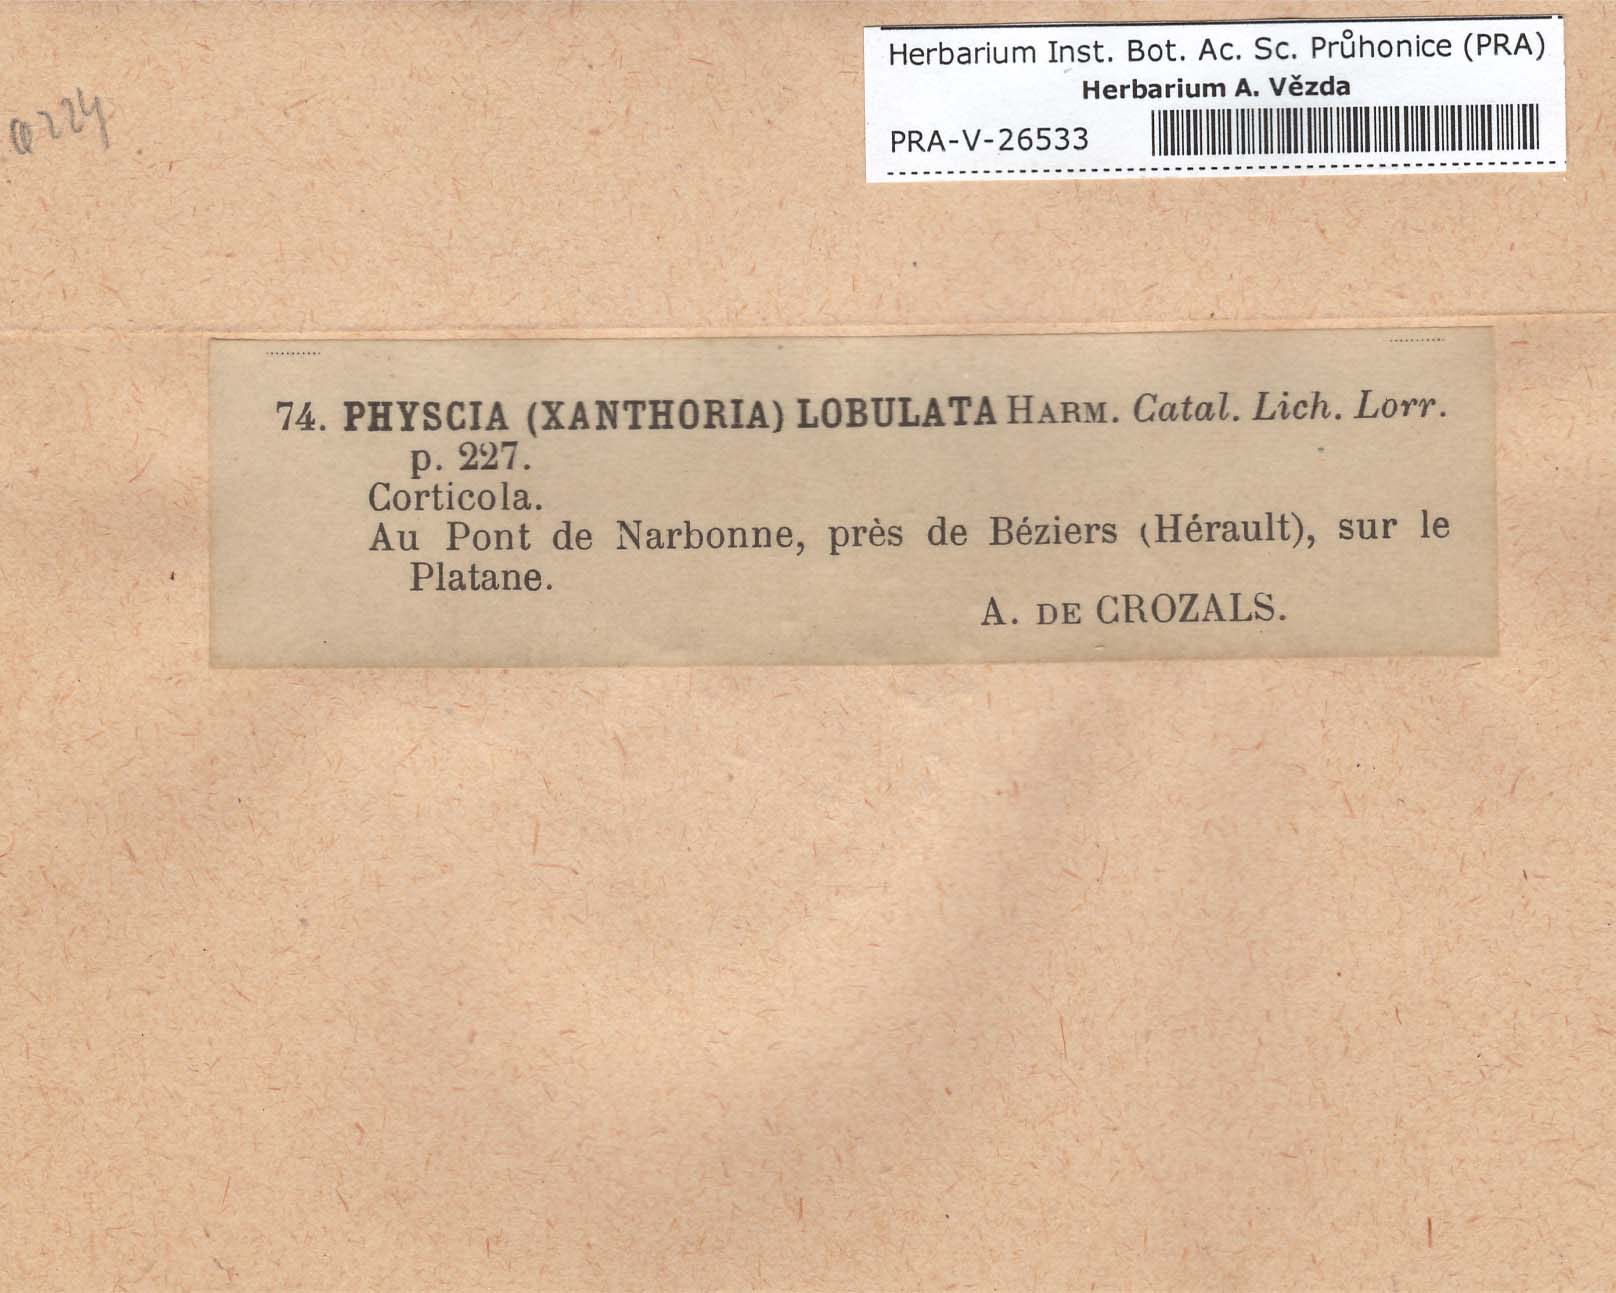 Herbarium Inst. Bot. Ac. Sc. Průhonice (PRA)
Herbarium A. Vězda
PRA-V-26533
74. PHYSCIA (XANTHORIA) LOBULATA HARM. Catal. Lich. Lorr.
p. 227.
Corticola.
Au Pont de Narbonne, près de Béziers (Hérault), sur le
Platane.
A. DE CROZALS.